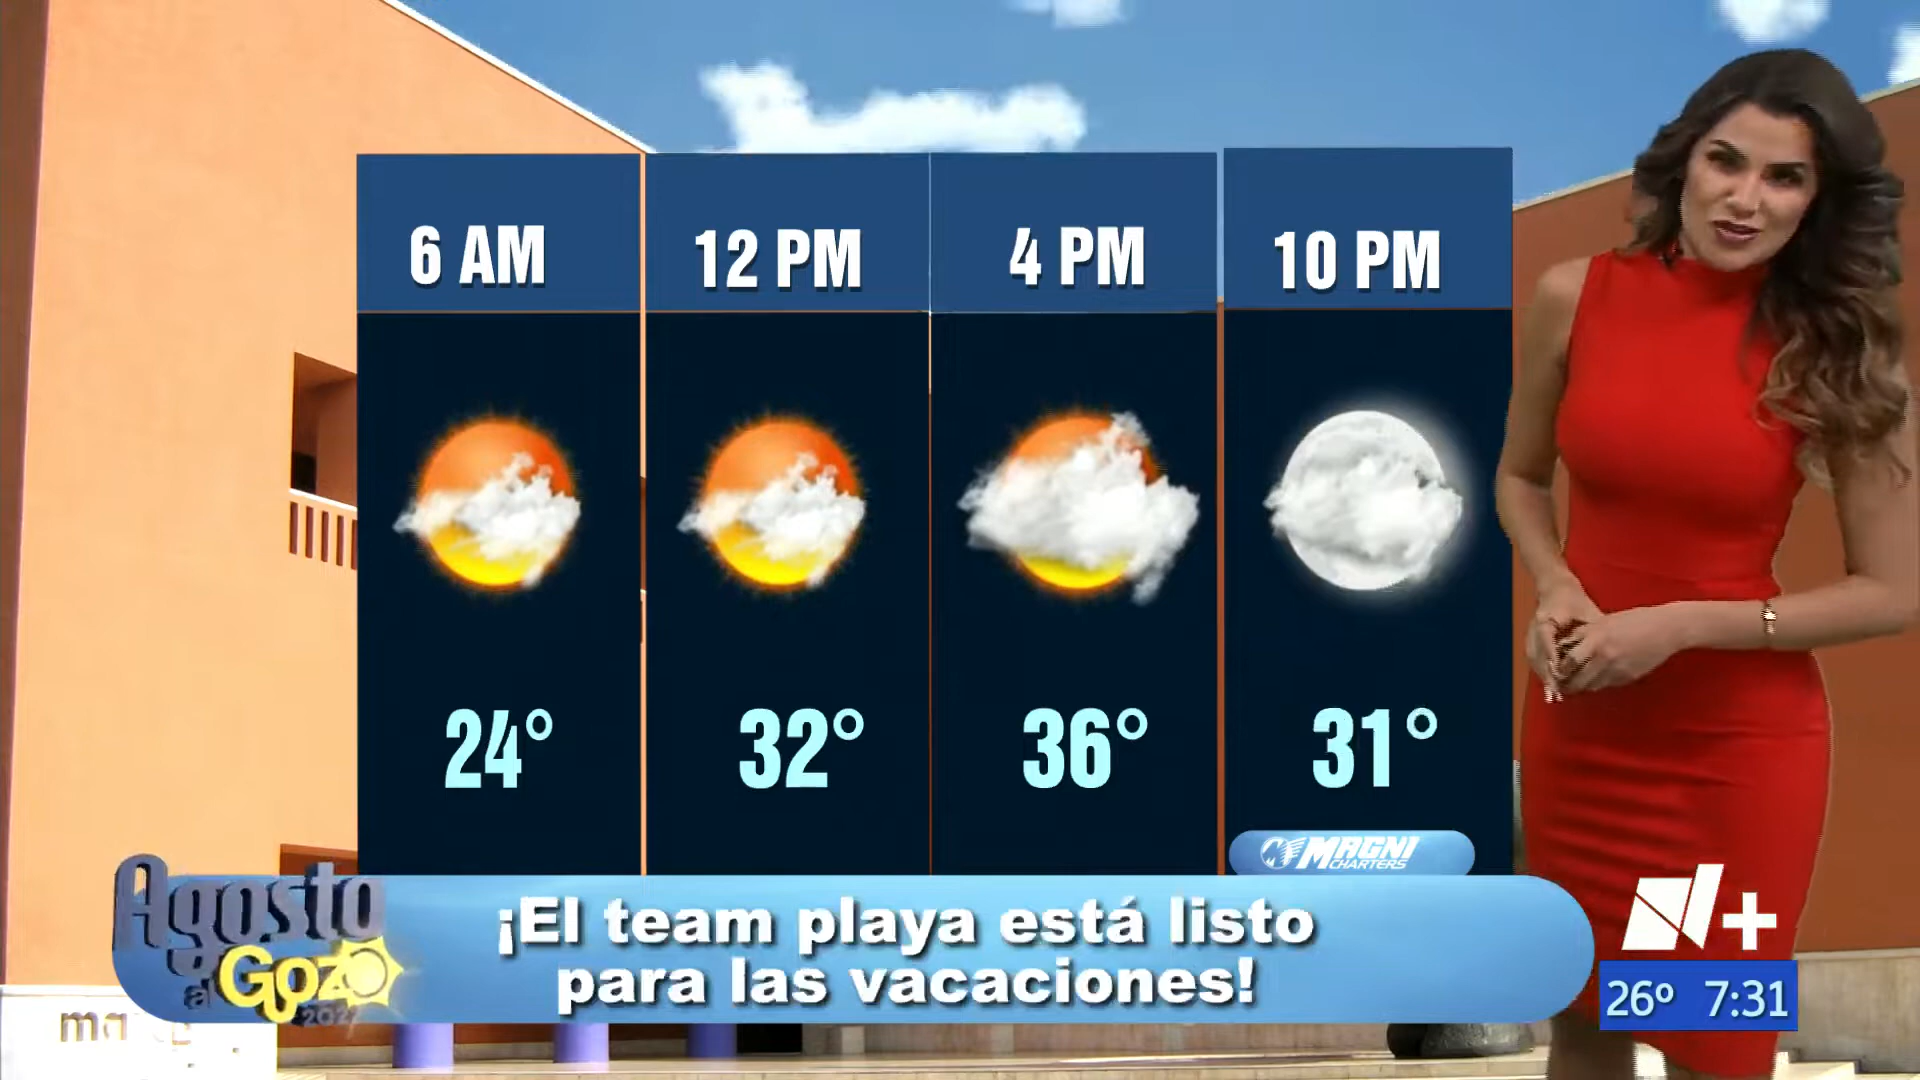 6 AM
12 PM
4 PM
10 PM
24°
32°
36°
31°
MAGNI
CHARTERS
Agosto
al Gozo
¡El team playa está listo
para las vacaciones!
N+
26º 7:31